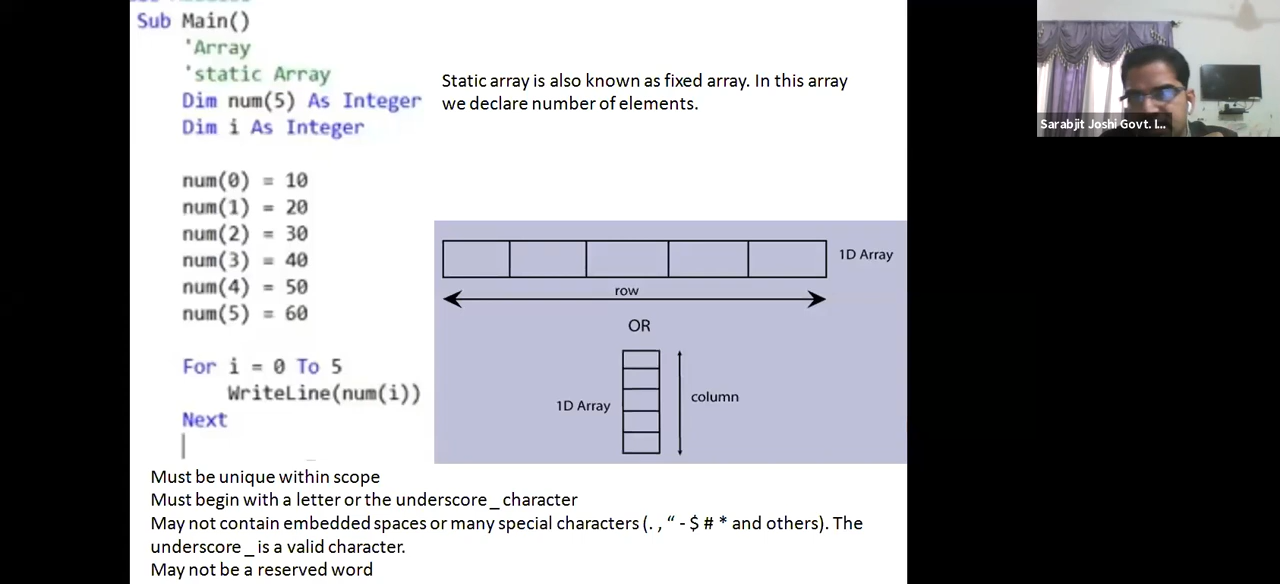 Sub Main()
'Array
'static Array
Dim num(5) As Integer
Dim i As Integer
num(0) = 10
num(1) = 20
num(2) = 30
num(3) = 40
num(4) = 50
num(5) = 60
For i = 0 To 5
WriteLine(num(i))
Next
Static array is also known as fixed array. In this array
we declare number of elements.
1D Array
row
OR
1D Array
column
Must be unique within scope
Must begin with a letter or the underscore _ character
May not contain embedded spaces or many special characters (. , “ - $ # * and others). The
underscore _ is a valid character.
May not be a reserved word
Sarabjit Joshi Govt. I...